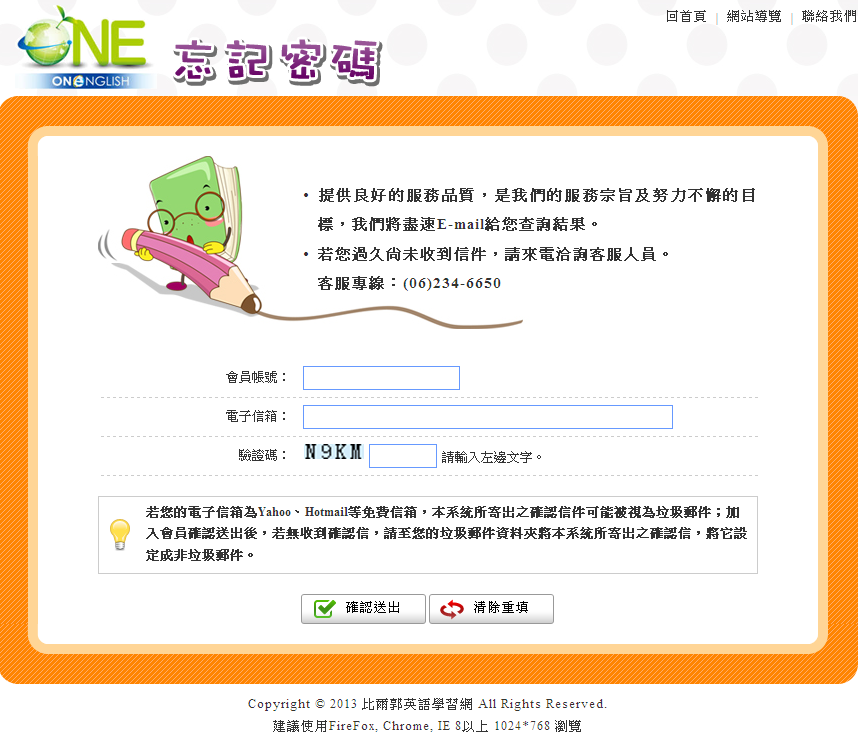 回首頁 | 網站導覽 | 聯絡我們
ONE
ONENGLISH
忘記密碼
• 提供良好的服務品質，是我們的服務宗旨及努力不懈的目
標，我們將盡速E-mail給您查詢結果。
• 若您過久尚未收到信件，請來電洽詢客服人員。
客服專線：(06)234-6650
會員帳號：
電子信箱：
驗證碼： N9KM 請輸入左邊文字。
若您的電子信箱為Yahoo、Hotmail等免費信箱，本系統所寄出之確認信件可能被視為垃圾郵件；加
入會員確認送出後，若無收到確認信，請至您的垃圾郵件資料夾將本系統所寄出之確認信，將它設
定成非垃圾郵件。
確認送出 清除重填
Copyright © 2013 比爾郭英語學習網 All Rights Reserved.
建議使用FireFox, Chrome, IE 8以上 1024*768 瀏覽